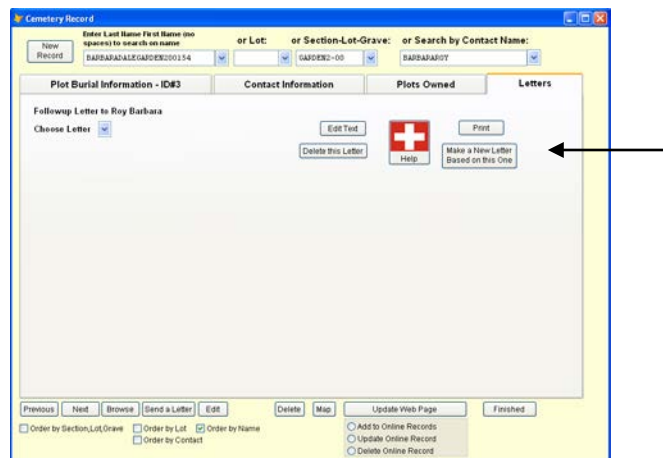 Cemetery Record
New Record
Enter Last Name First Name (no spaces) to search on name
or Lot:
or Section-Lot-Grave:
or Search by Contact Name:
BARBARADALEGARDEN200154
GARDEN2-00
BARBARAROY
Plot Burial Information - ID#3
Contact Information
Plots Owned
Letters
Followup Letter to Roy Barbara
Choose Letter
Edit Text
Print
Delete this Letter
Help
Make a New Letter
Based on this One
Previous
Next
Browse
Send a Letter
Edit
Delete
Map
Update Web Page
Finished
Order by Section,Lot,Grave
Order by Lot
Order by Name
Order by Contact
Add to Online Records
Update Online Record
Delete Online Record